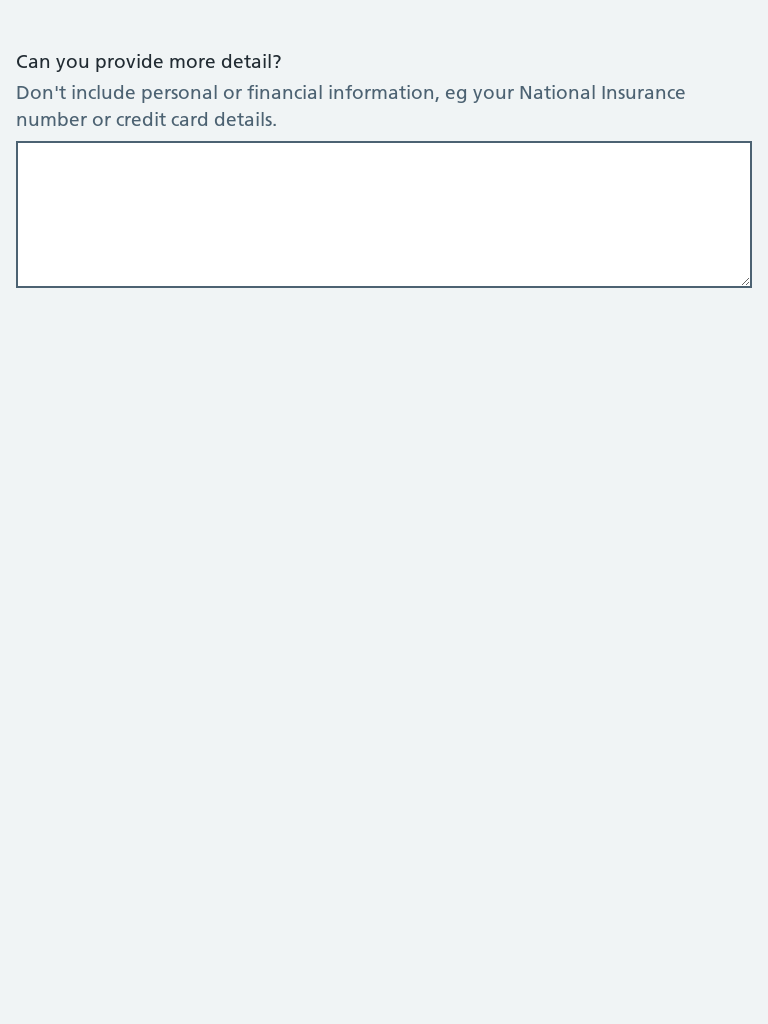 Can you provide more detail?
Don't include personal or financial information, eg your National Insurance
number or credit card details.